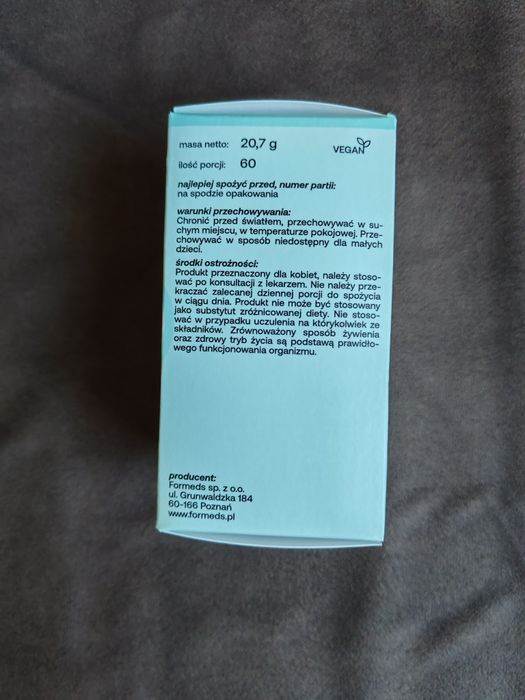 masa netto: 20,7 g
VEGAN
ilość porcji: 60
najlepiej spożyć przed, numer partii:
na spodzie opakowania
warunki przechowywania:
Chronić przed światłem, przechowywać w su-
chym miejscu, w temperaturze pokojowej. Prze-
chowywać w sposób niedostępny dla małych
dzieci.
środki ostrożności:
Produkt przeznaczony dla kobiet, należy stoso-
wać po konsultacji z lekarzem. Nie należy prze-
kraczać zalecanej dziennej porcji do spożycia
w ciągu dnia. Produkt nie może być stosowany
jako substytut zróżnicowanej diety. Nie stoso-
wać w przypadku uczulenia na którykolwiek ze
składników. Zrównoważony sposób żywienia
oraz zdrowy tryb życia są podstawą prawidło-
wego funkcjonowania organizmu.
producent:
Formeds sp. z o.o.
ul. Grunwaldzka 184
60-166 Poznań
www.formeds.pl